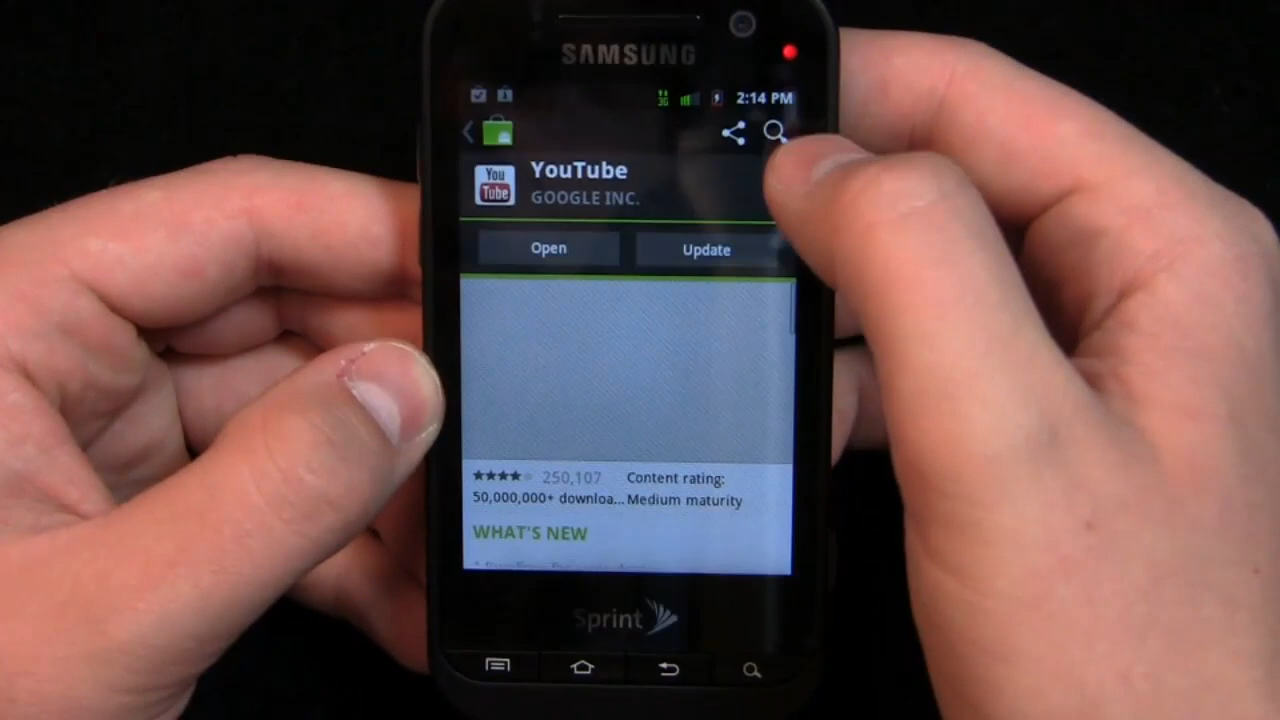 SAMSUNG
3G 2:14 PM
You
Tube
YouTube
GOOGLE INC.
Open Update
250,107 Content rating:
50,000,000+ downloa... Medium maturity
WHAT'S NEW
Sprint